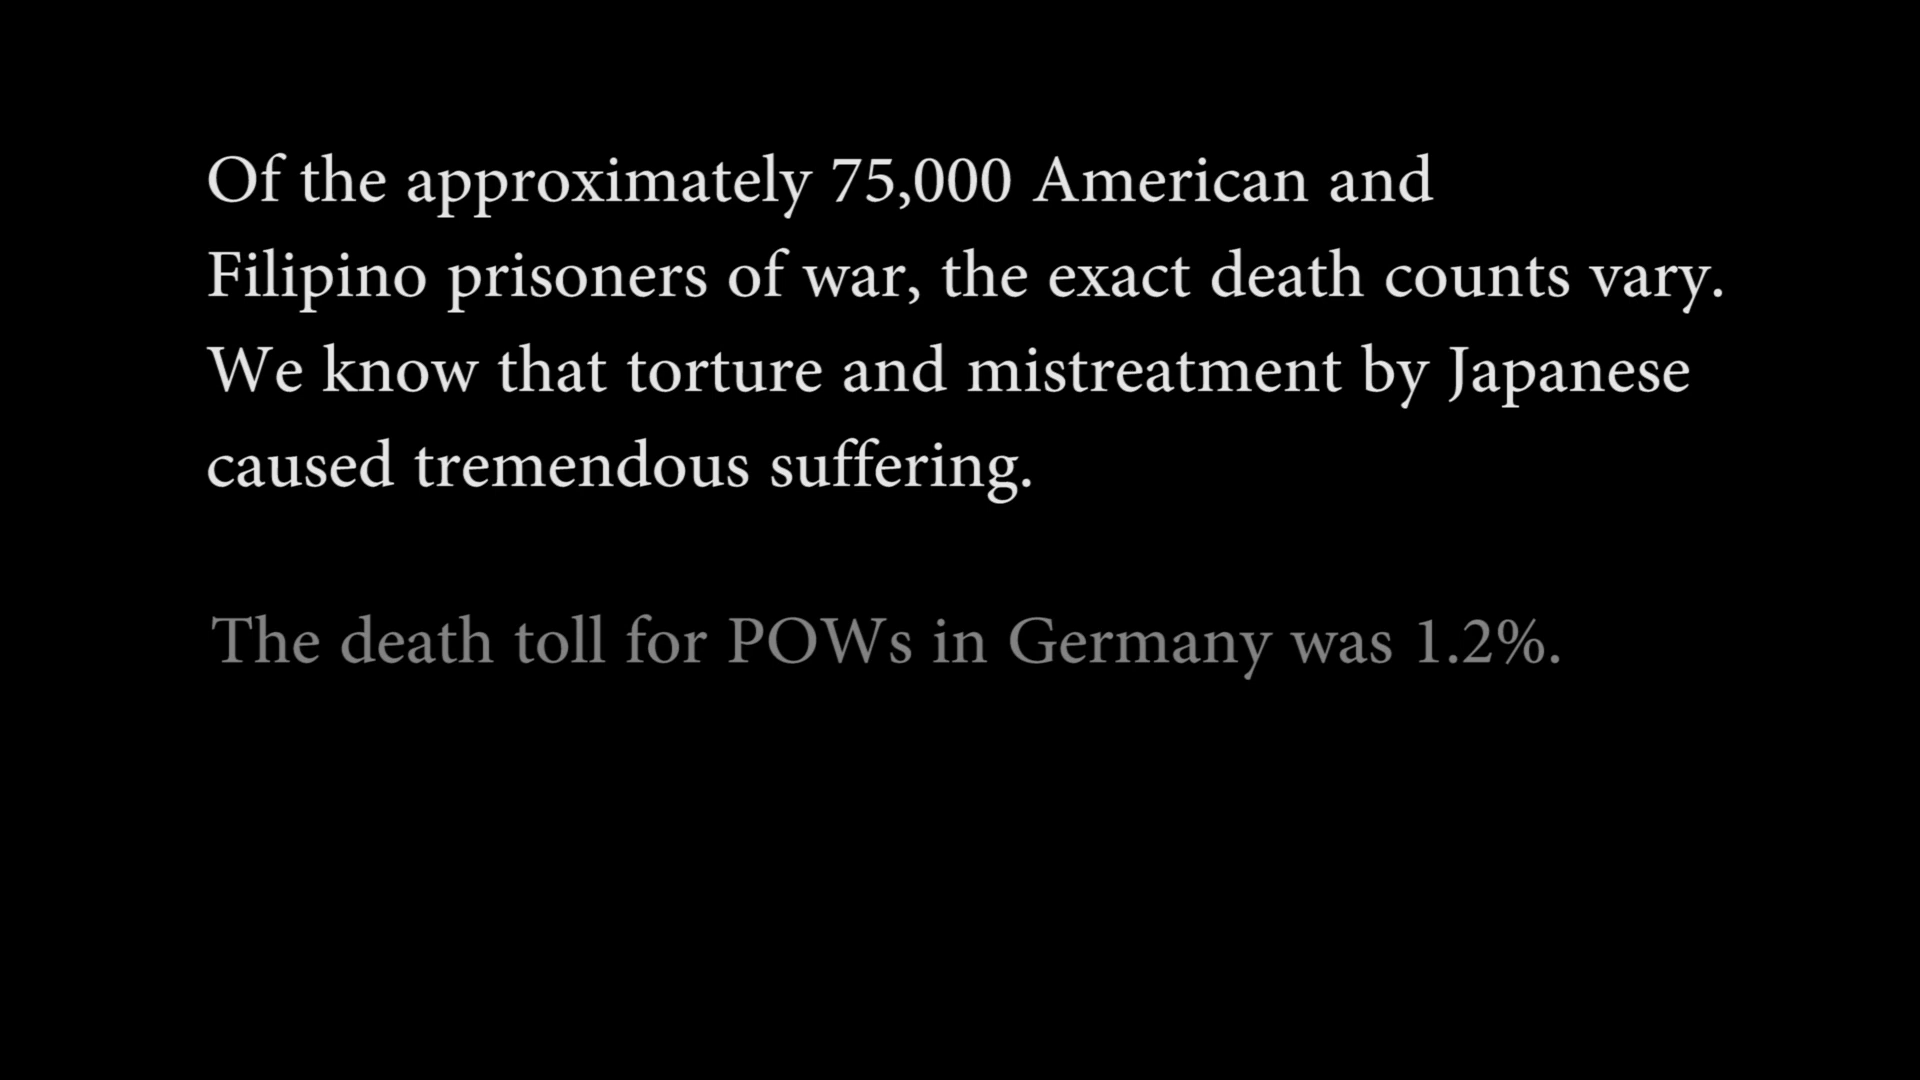 Of the approximately 75,000 American and
Filipino prisoners of war, the exact death counts vary.
We know that torture and mistreatment by Japanese
caused tremendous suffering.
The death toll for POWs in Germany was 1.2%.